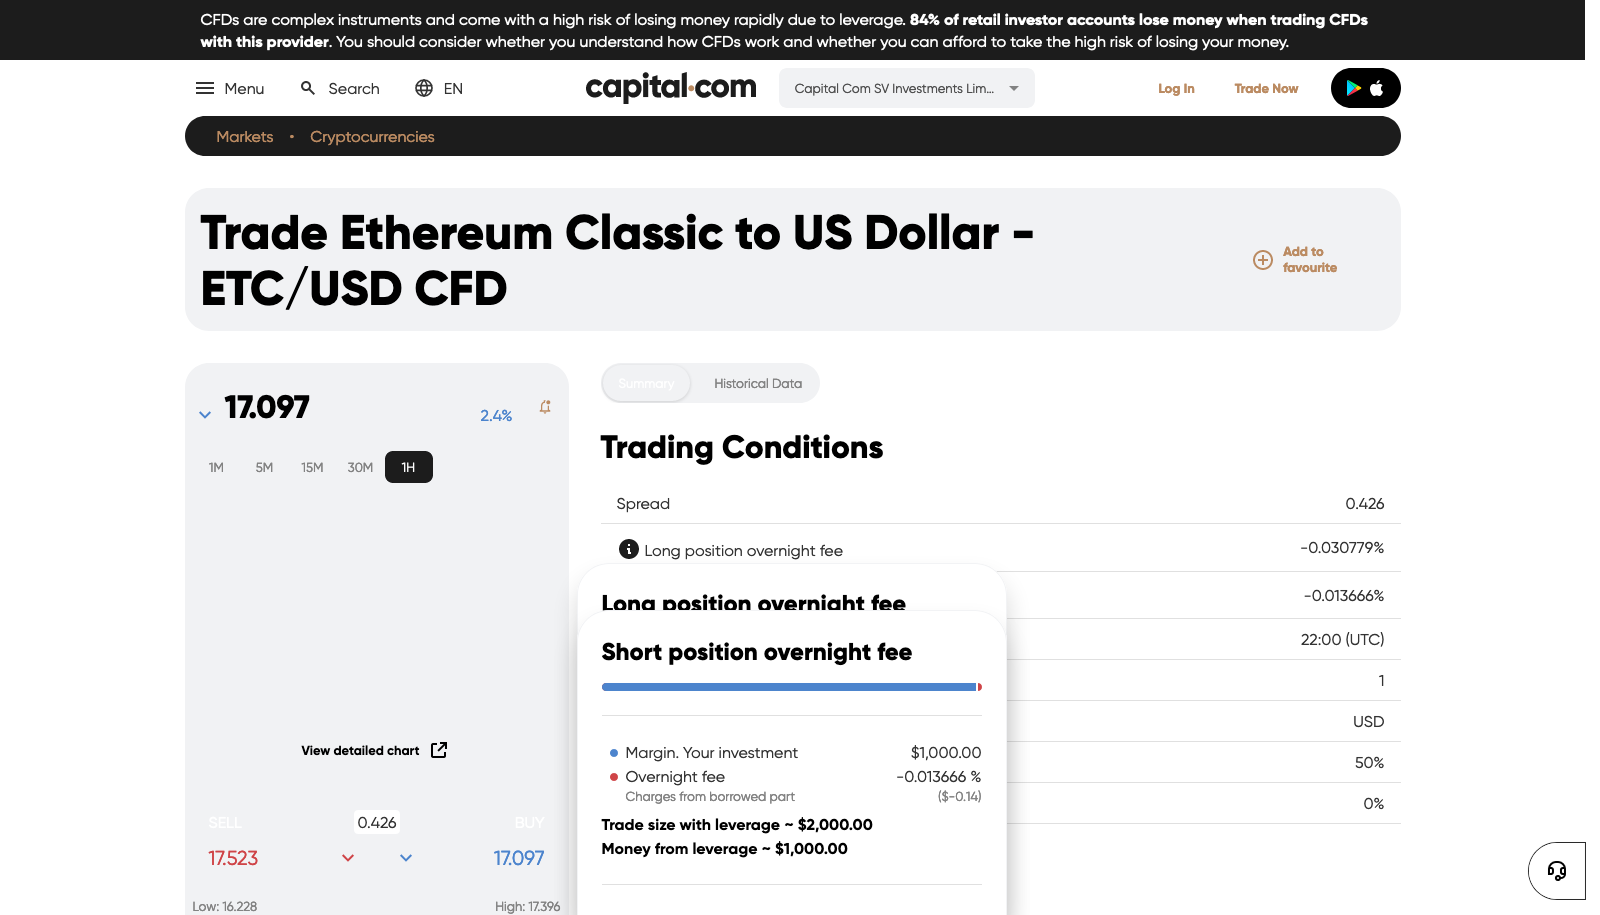 CFDs are complex instruments and come with a high risk of losing money rapidly due to leverage. 84% of retail investor accounts lose money when trading CFDs
with this provider. You should consider whether you understand how CFDs work and whether you can afford to take the high risk of losing your money.
Menu Search EN capital.com Capital Com SV Investments Lim... Log In Trade Now
Markets • Cryptocurrencies
Trade Ethereum Classic to US Dollar -
ETC/USD CFD
Add to
favourite
17.097 2.4%
1M 5M 15M 30M 1H
View detailed chart
SELL 0.426 BUY
17.523 17.097
Low: 16.228 High: 17.396
Summary Historical Data
Trading Conditions
Spread 0.426
Long position overnight fee -0.030779%
-0.013666%
22:00 (UTC)
1
USD
50%
0%
Long position overnight fee
Short position overnight fee
Margin. Your investment $1,000.00
Overnight fee -0.013666 %
Charges from borrowed part ($-0.14)
Trade size with leverage ~ $2,000.00
Money from leverage ~ $1,000.00